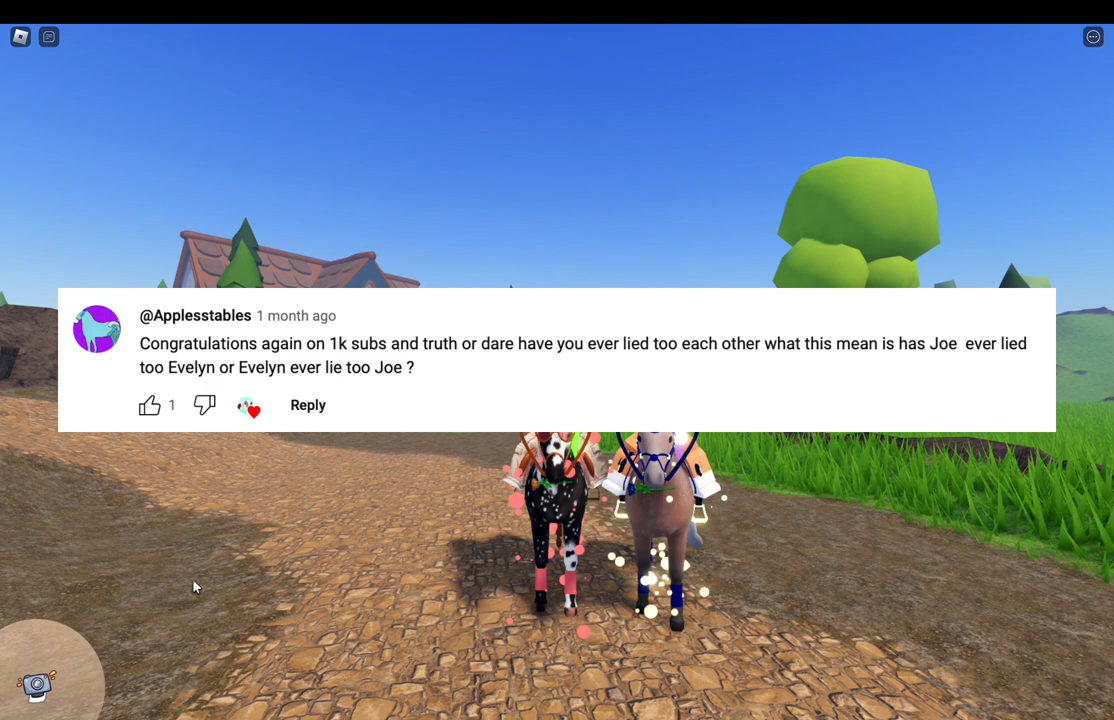 @Applesstables 1 month ago
Congratulations again on 1k subs and truth or dare have you ever lied too each other what this mean is has Joe  ever lied
too Evelyn or Evelyn ever lie too Joe ?
1 Reply